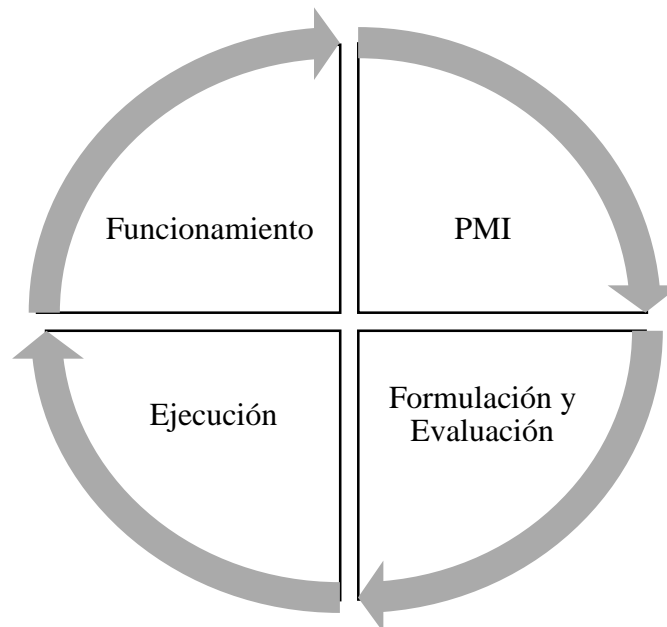 Funcionamiento
PMI
Ejecución
Formulación y
Evaluación